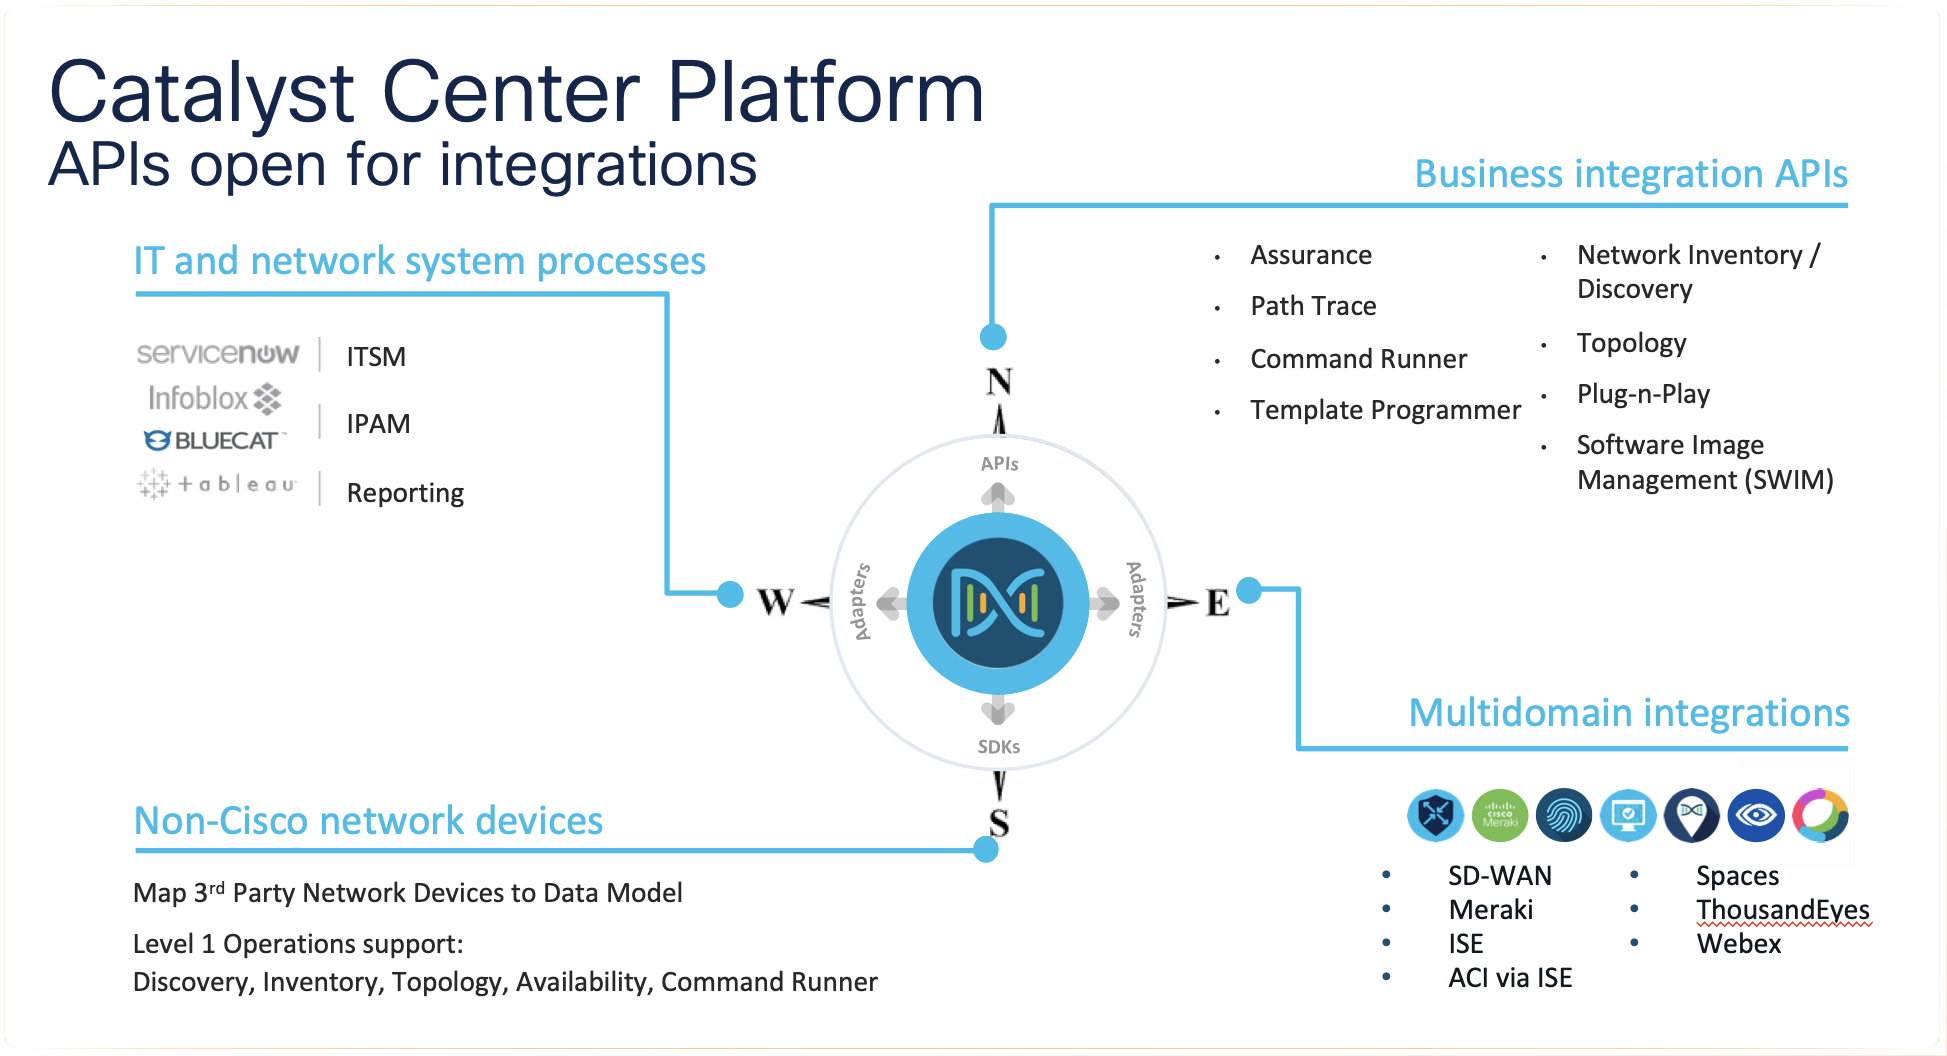 Catalyst Center Platform
APIs open for integrations
IT and network system processes
servicenow
ITSM
Infoblox
BLUECAT™
IPAM
+ableau
Reporting
Business integration APIs
• Assurance
• Path Trace
• Command Runner
• Template Programmer
• Network Inventory /
Discovery
• Topology
• Plug-n-Play
• Software Image
Management (SWIM)
N
APIs
W
Adapters
Adapters
E
SDKs
S
Non-Cisco network devices
Map 3rd Party Network Devices to Data Model
Level 1 Operations support:
Discovery, Inventory, Topology, Availability, Command Runner
Multidomain integrations
CISCO
Meraki
• SD-WAN
• Meraki
• ISE
• ACI via ISE
• Spaces
• ThousandEyes
• Webex